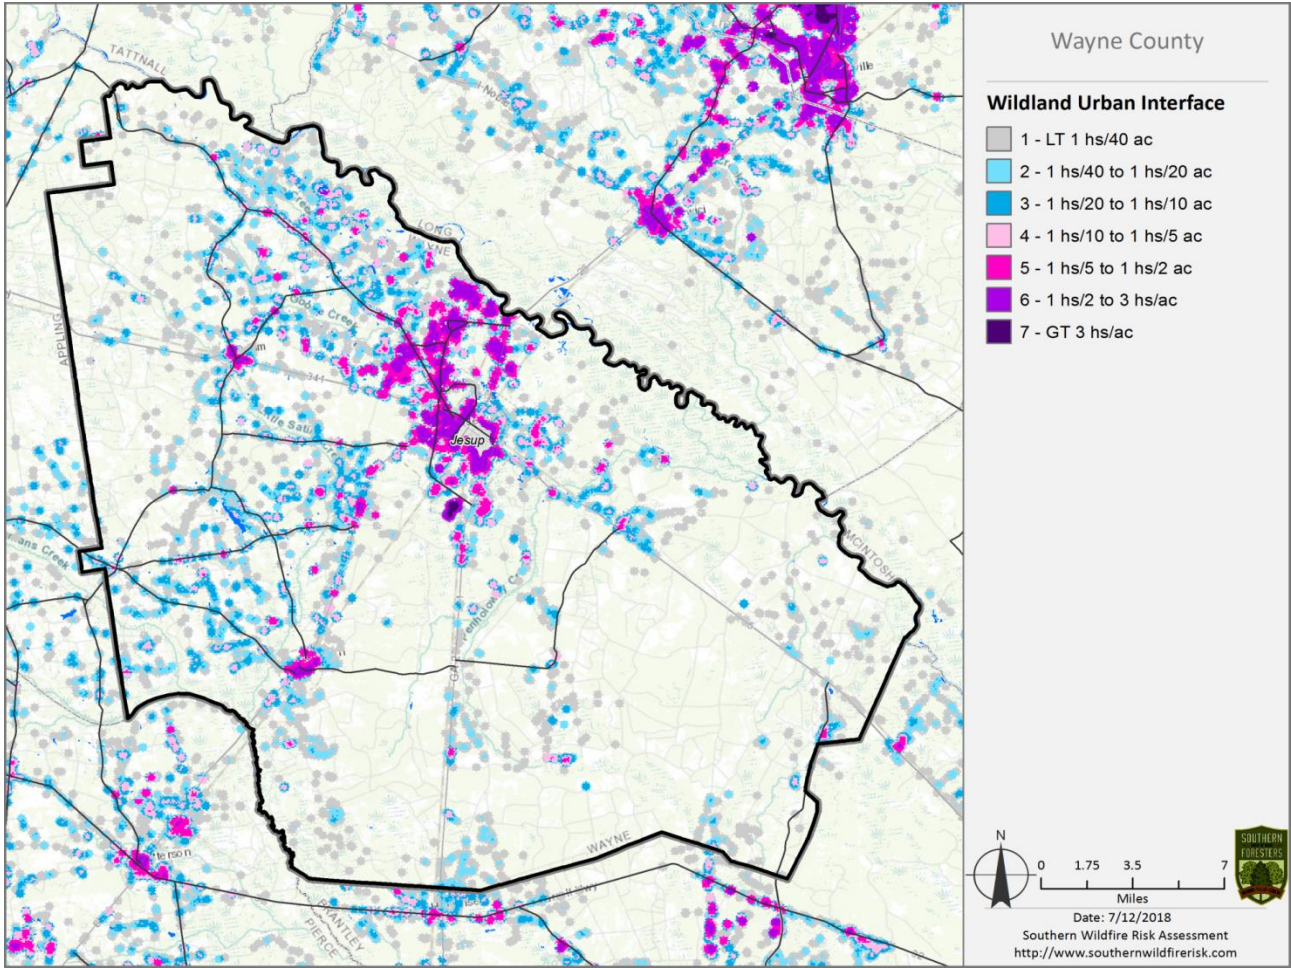 TATTNALL
LONG
WAYNE
APPLING
341
Jesup
MCINTOSH
Penholoway Cr
WAYNE
BRANTLEY
PIERCE
Wayne County
Wildland Urban Interface
1 - LT 1 hs/40 ac
2 - 1 hs/40 to 1 hs/20 ac
3 - 1 hs/20 to 1 hs/10 ac
4 - 1 hs/10 to 1 hs/5 ac
5 - 1 hs/5 to 1 hs/2 ac
6 - 1 hs/2 to 3 hs/ac
7 - GT 3 hs/ac
N
0 1.75 3.5 7
Miles
SOUTHERN
FORESTERS
Date: 7/12/2018
Southern Wildfire Risk Assessment
http://www.southernwildfirerisk.com